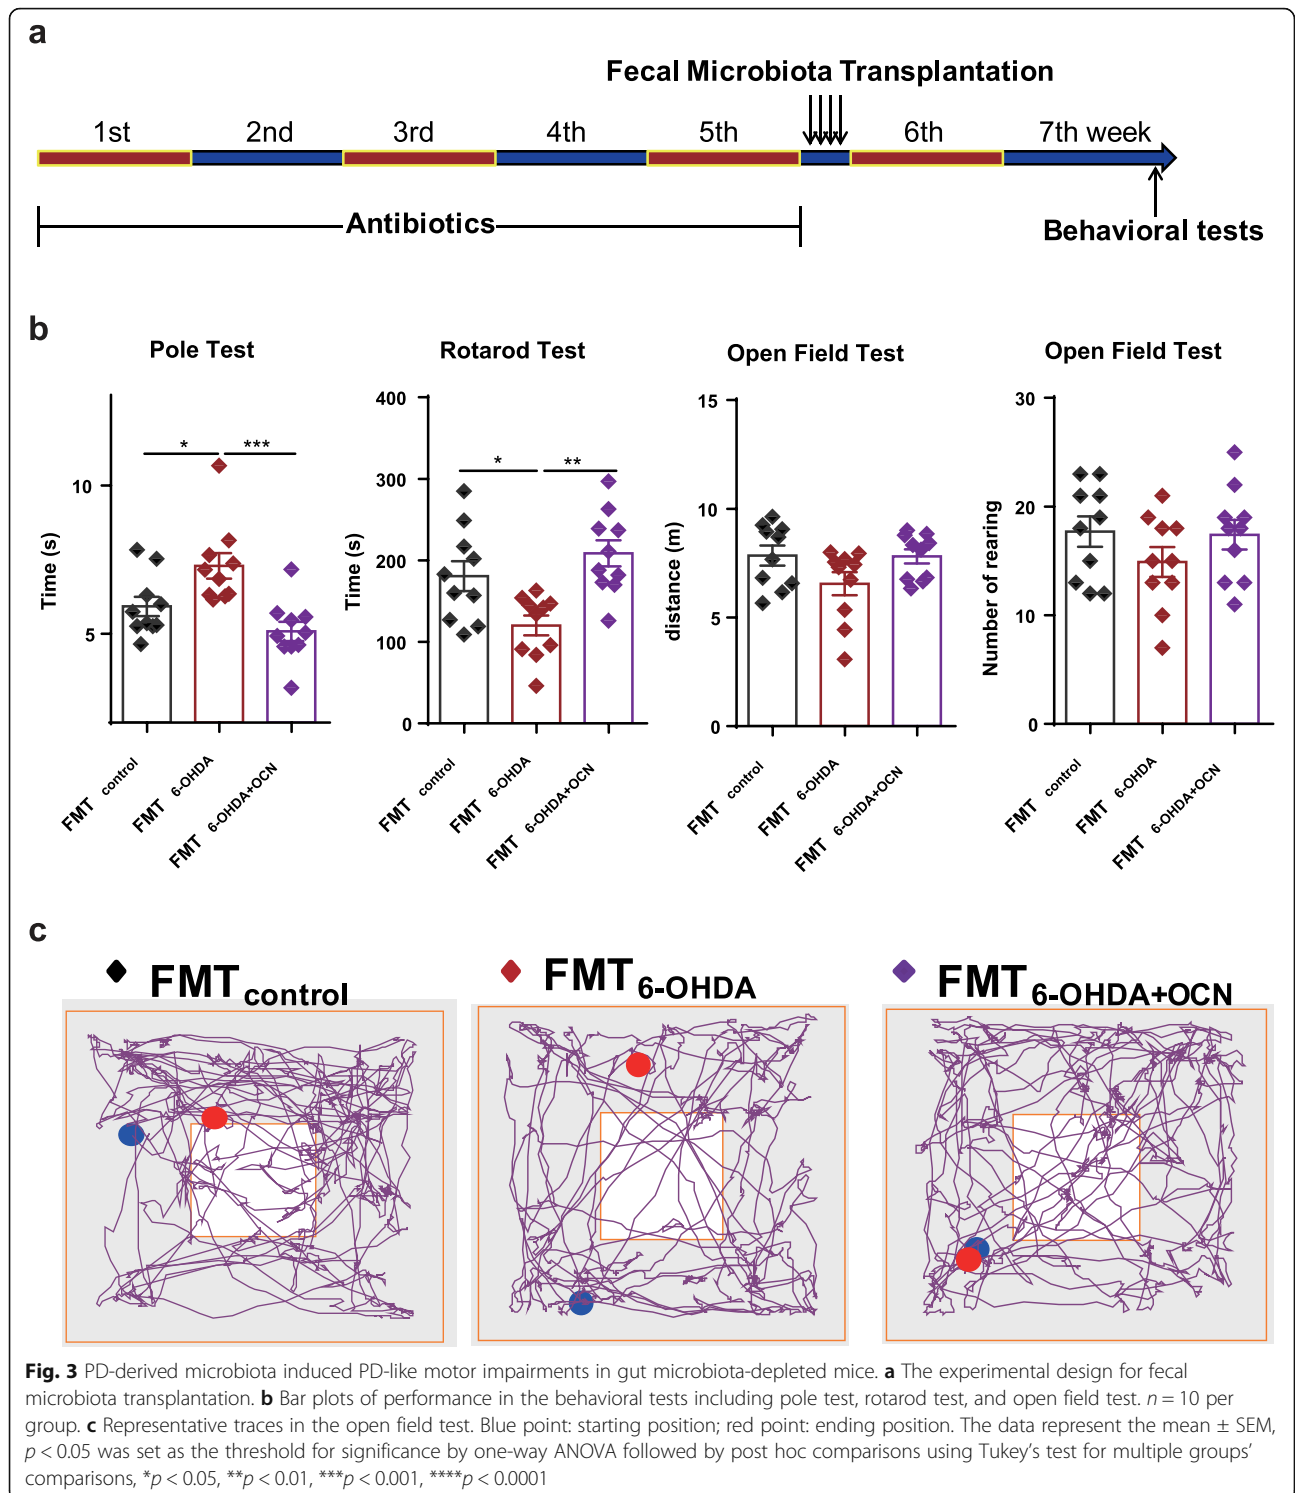 a
Fecal Microbiota Transplantation
1st 2nd 3rd 4th 5th 6th 7th week
Antibiotics
Behavioral tests
b
Pole Test
Time (s)
10
5
* ***
FMT control
FMT 6-OHDA
FMT 6-OHDA+OCN
Rotarod Test
Time (s)
400
300
200
100
0
* **
FMT control
FMT 6-OHDA
FMT 6-OHDA+OCN
Open Field Test
distance (m)
15
10
5
0
FMT control
FMT 6-OHDA
FMT 6-OHDA+OCN
Open Field Test
Number of rearing
30
20
10
0
FMT control
FMT 6-OHDA
FMT 6-OHDA+OCN
c
FMT control
FMT 6-OHDA
FMT 6-OHDA+OCN
Fig. 3 PD-derived microbiota induced PD-like motor impairments in gut microbiota-depleted mice. a The experimental design for fecal
microbiota transplantation. b Bar plots of performance in the behavioral tests including pole test, rotarod test, and open field test. n = 10 per
group. c Representative traces in the open field test. Blue point: starting position; red point: ending position. The data represent the mean ± SEM,
p < 0.05 was set as the threshold for significance by one-way ANOVA followed by post hoc comparisons using Tukey's test for multiple groups'
comparisons, *p < 0.05, **p < 0.01, ***p < 0.001, ****p < 0.0001